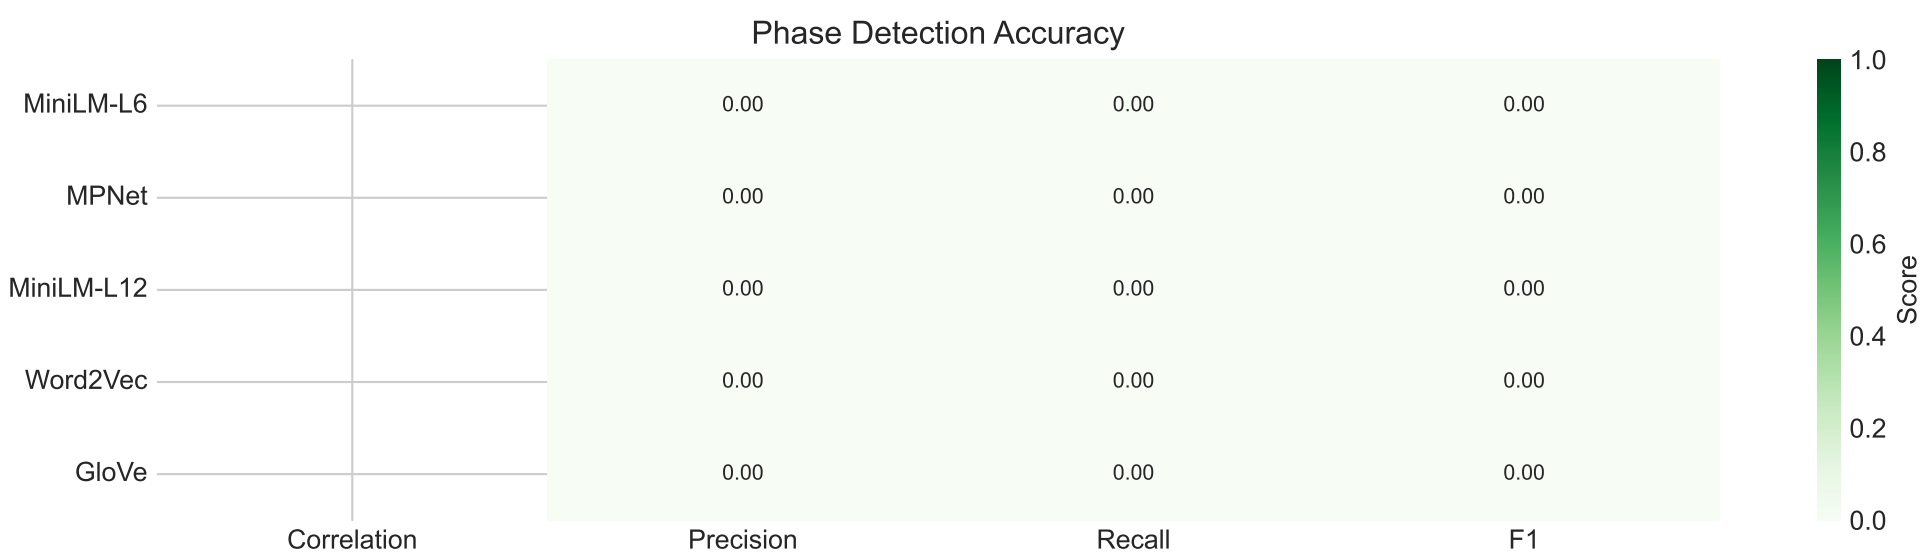 Phase Detection Accuracy
MiniLM-L6 0.00 0.00 0.00
MPNet 0.00 0.00 0.00
MiniLM-L12 0.00 0.00 0.00
Word2Vec 0.00 0.00 0.00
GloVe 0.00 0.00 0.00
Correlation Precision Recall F1
1.0
0.8
0.6
0.4
0.2
0.0
Score